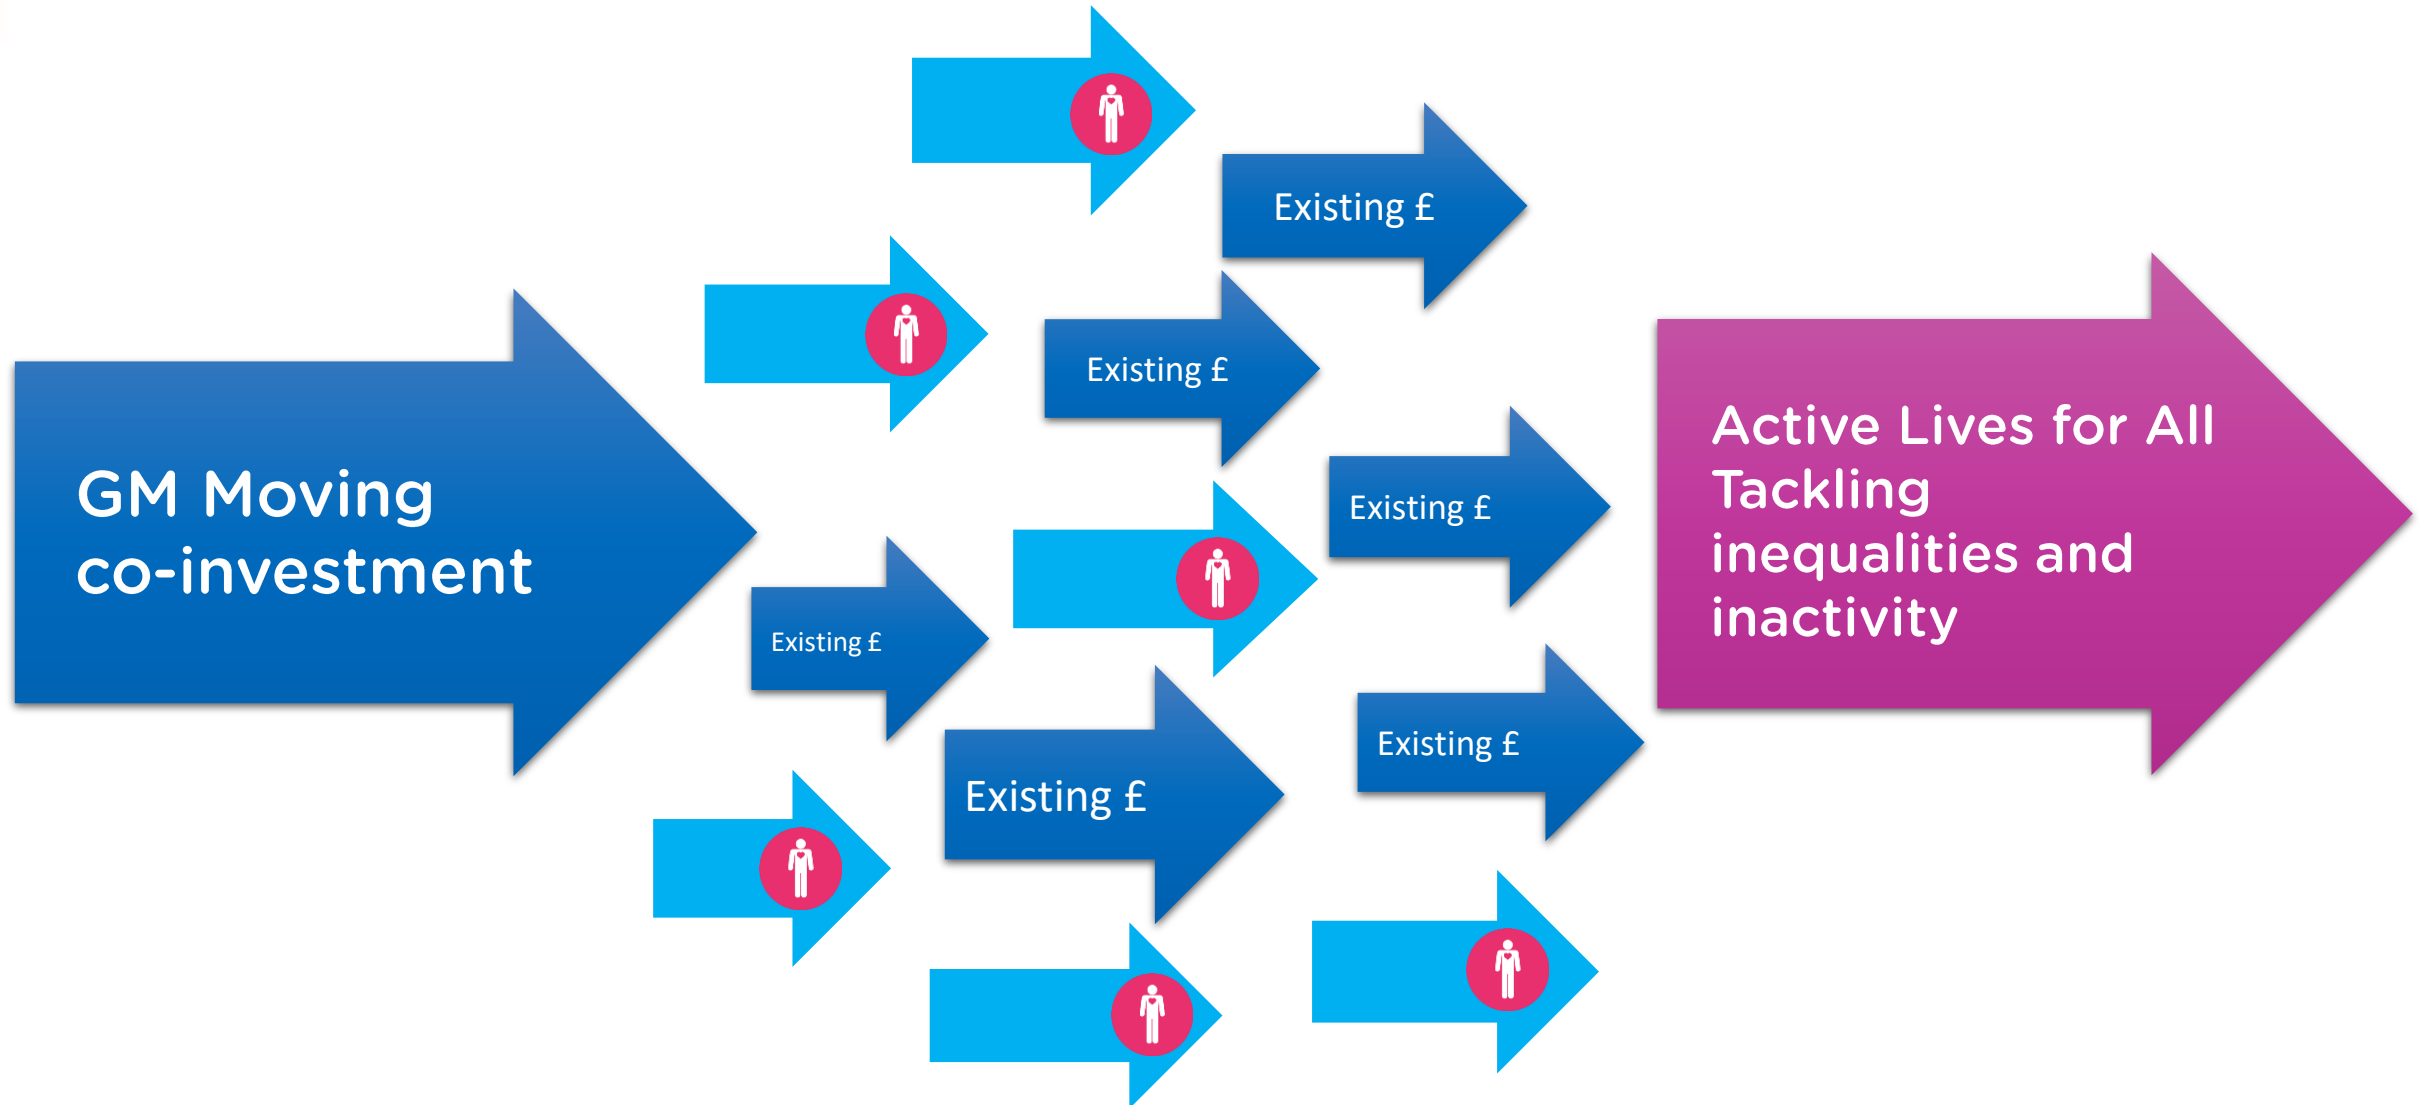 GM Moving
co-investment
Existing £
Existing £
Existing £
Existing £
Existing £
Existing £
Active Lives for All
Tackling
inequalities and
inactivity